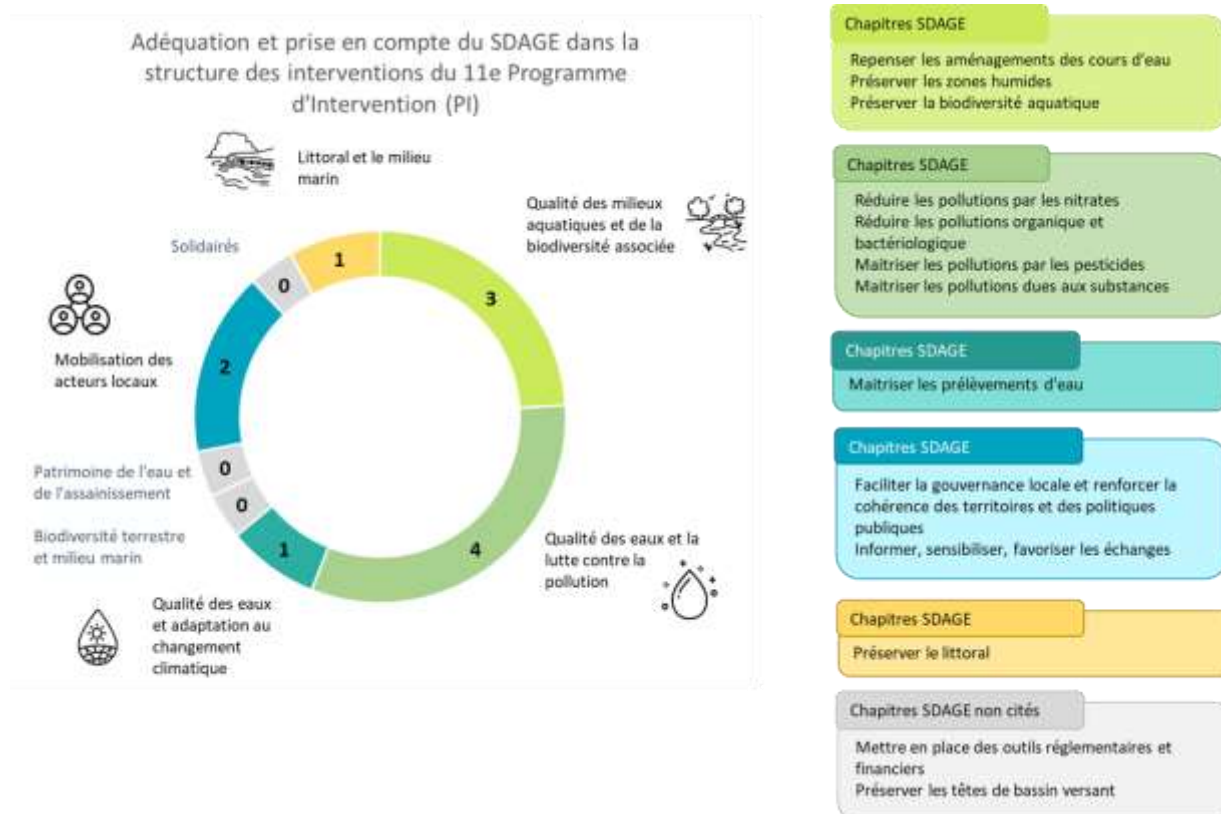 Adéquation et prise en compte du SDAGE dans la
structure des interventions du 11e Programme
d'Intervention (PI)
Littoral et le milieu
marin
Qualité des milieux
aquatiques et de la
biodiversité associée
Solidairés
1
0
3
Mobilisation des
acteurs locaux
2
Patrimoine de l'eau et
de l'assainissement
0
0
Biodiversité terrestre
et milieu marin
1
4
Qualité des eaux et la
lutte contre la
pollution
Qualité des eaux
et adaptation au
changement
climatique
Chapitres SDAGE
Repenser les aménagements des cours d'eau
Préserver les zones humides
Préserver la biodiversité aquatique
Chapitres SDAGE
Réduire les pollutions par les nitrates
Réduire les pollutions organique et
bactériologique
Maitriser les pollutions par les pesticides
Maitriser les pollutions dues aux substances
Chapitres SDAGE
Maitriser les prélèvements d'eau
Chapitres SDAGE
Faciliter la gouvernance locale et renforcer la
cohérence des territoires et des politiques
publiques
Informer, sensibiliser, favoriser les échanges
Chapitres SDAGE
Préserver le littoral
Chapitres SDAGE non cités
Mettre en place des outils réglementaires et
financiers
Préserver les têtes de bassin versant